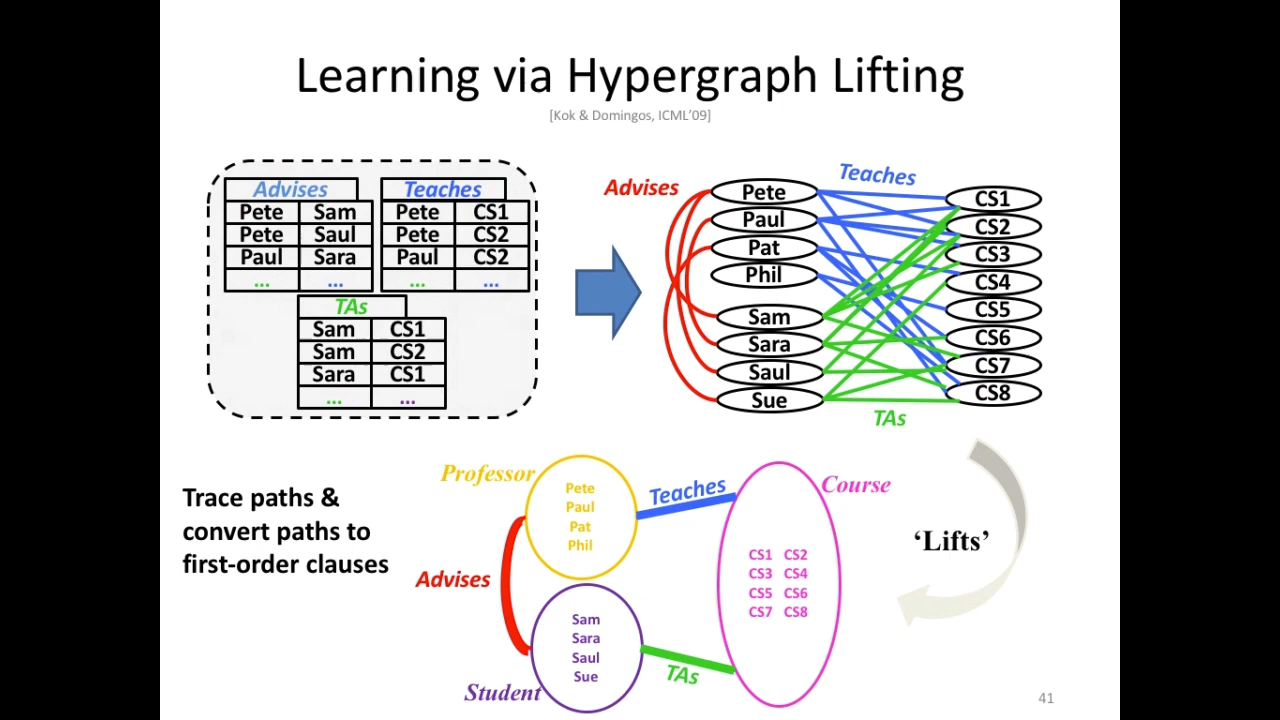 Learning via Hypergraph Lifting
[Kok & Domingos, ICML'09]
Advises
Pete Sam
Pete Saul
Paul Sara
... ...
Teaches
Pete CS1
Pete CS2
Paul CS2
... ...
TAs
Sam CS1
Sam CS2
Sara CS1
... ...
Advises
Teaches
Pete
Paul
Pat
Phil
Sam
Sara
Saul
Sue
CS1
CS2
CS3
CS4
CS5
CS6
CS7
CS8
TAs
Trace paths &
convert paths to
first-order clauses
Professor
Pete
Paul
Pat
Phil
Teaches
Course
CS1 CS2
CS3 CS4
CS5 CS6
CS7 CS8
'Lifts'
Advises
Sam
Sara
Saul
Sue
Student
TAs
41